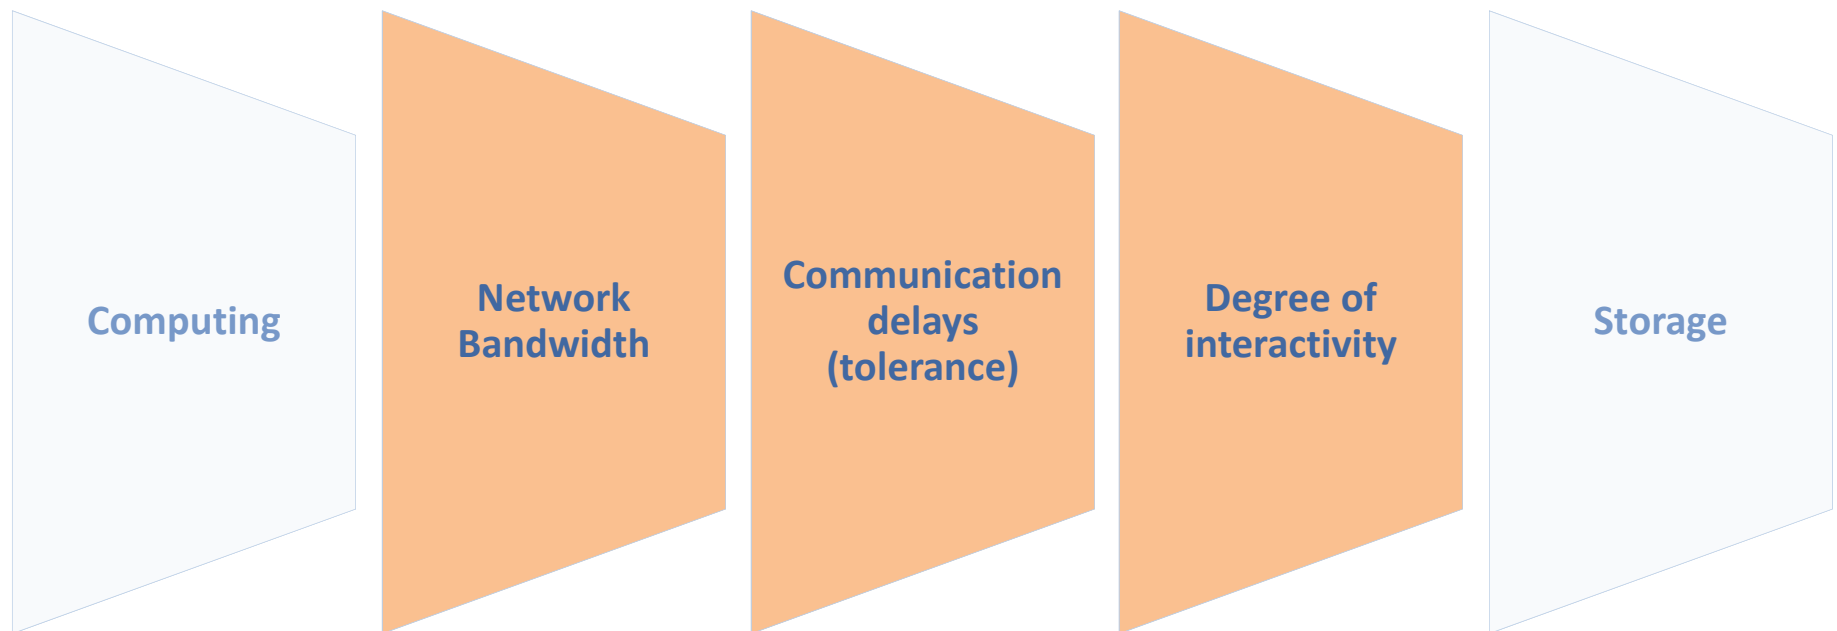 Computing
Network
Bandwidth
Communication
delays
(tolerance)
Degree of
interactivity
Storage